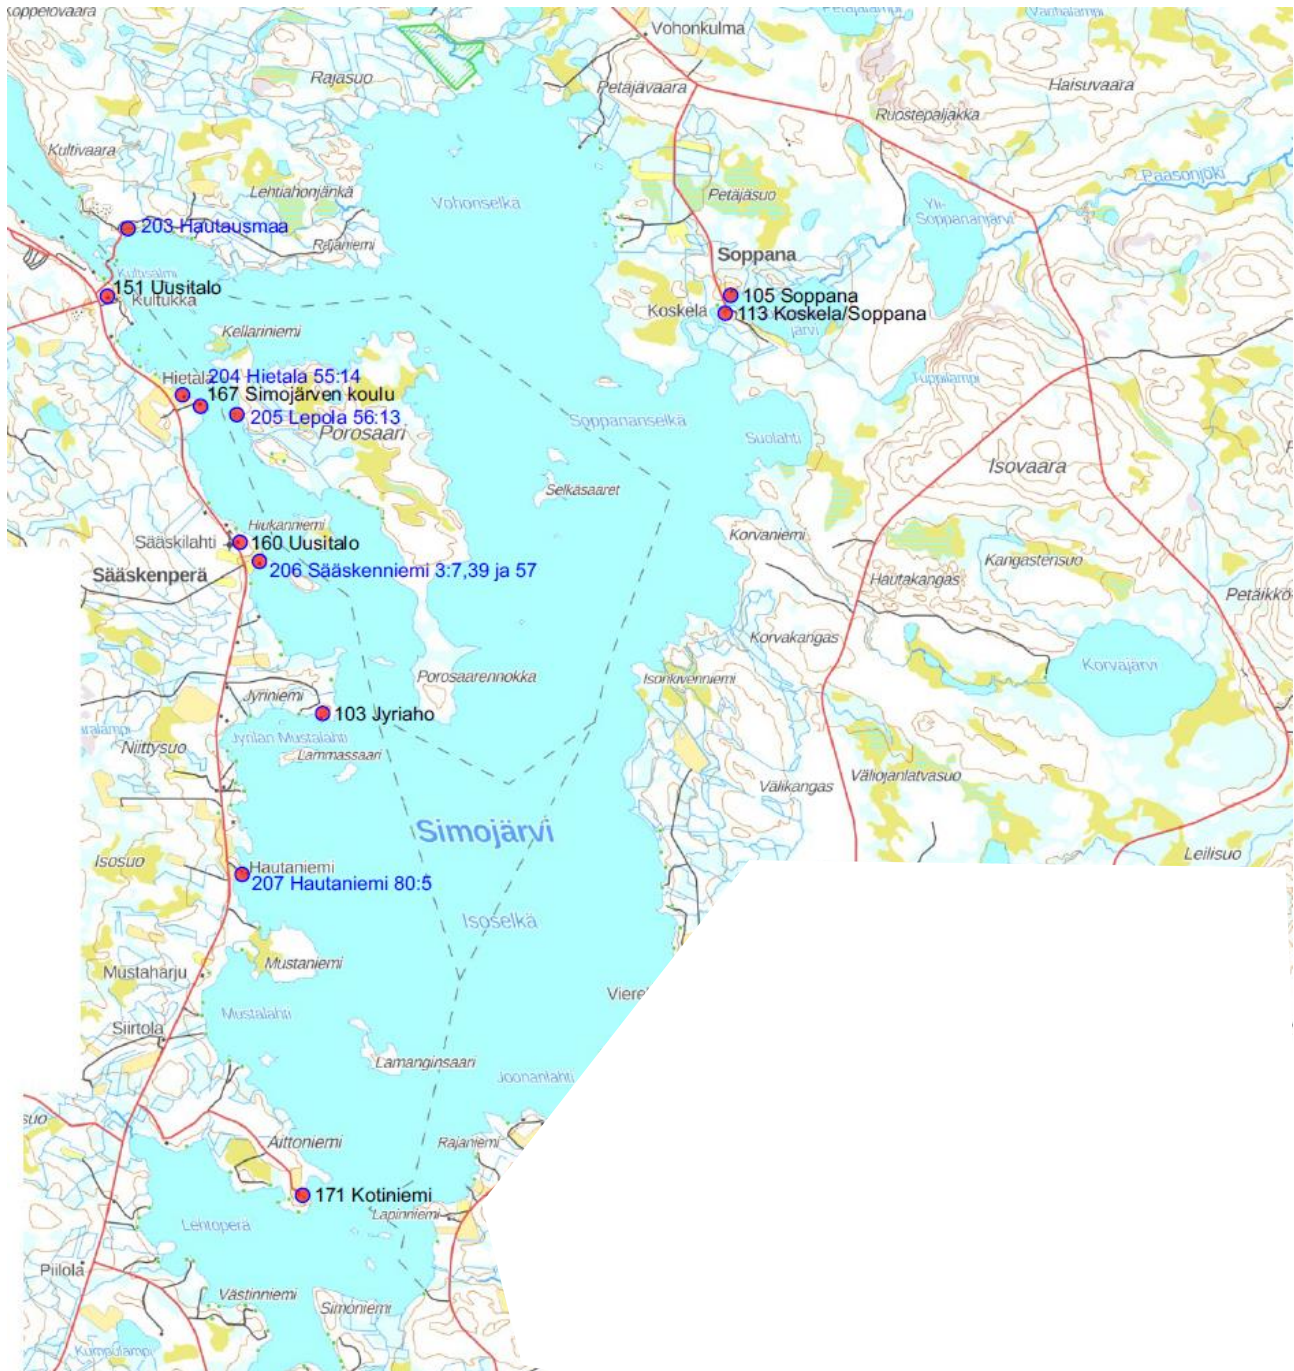 Vohonkulma
Rajasuo
Petäjävaara
Haisuvaara
Ruostepaljakka
Kultivaara
Paasonjoki
Lehtiahonjänkä
Petäjäsuo
Vohonselkä
Yli-
Soppananjärvi
203 Hautausmaa
Rajaniemi
Soppana
Kultisalmi
151 Uusitalo
Kultukka
105 Soppana
Koskela
113 Koskela/Soppana
järvi
Kellariniemi
Hietala
204 Hietala 55:14
167 Simojärven koulu
205 Lepola 56:13
Tuppilampi
Porosaari
Soppananselkä
Suolahti
Isovaara
Selkäsaaret
Hiukanniemi
Korvaniemi
Sääskilahti
160 Uusitalo
Kangastensuo
Sääskenperä
206 Sääskenniemi 3:7,39 ja 57
Hautakangas
Petäikkö
Korvakangas
Korvajärvi
Porosaarennokka
Isonkivenniemi
Jyriniemi
103 Jyriaho
Jyrilän Mustalahti
Niittysuo
Lammassaari
Väliojanlatvasuo
Välikangas
Simojärvi
Isosuo
Leilisuo
Hautaniemi
207 Hautaniemi 80:5
Isoselkä
Mustaniemi
Mustaharju
Mustalahti
Siirtola
Lamanginsaari
Joonanlahti
Aittoniemi
Rajaniemi
171 Kotiniemi
Lapinniemi
Lehtoperä
Piilola
Västinniemi
Simoniemi
Kumpulampi